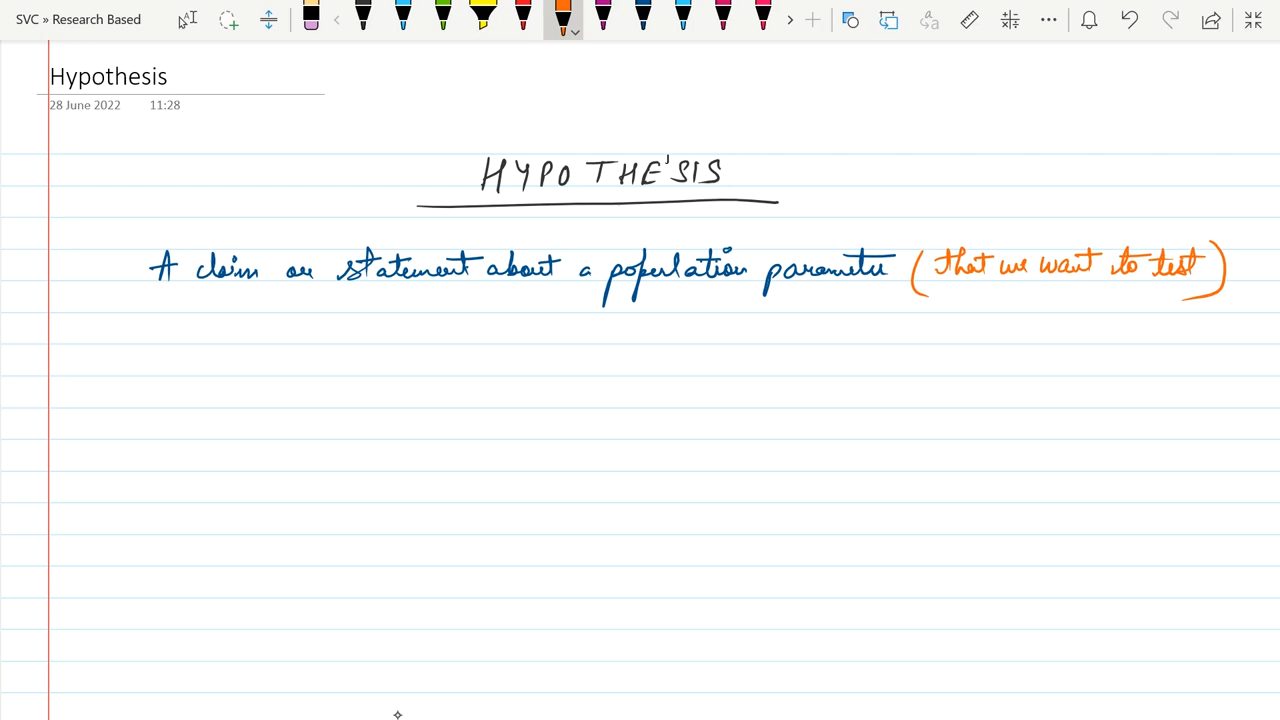 SVC » Research Based
Hypothesis
28 June 2022 11:28
HYPOTHESIS
A claim or statement about a population parameter (that we want to test)